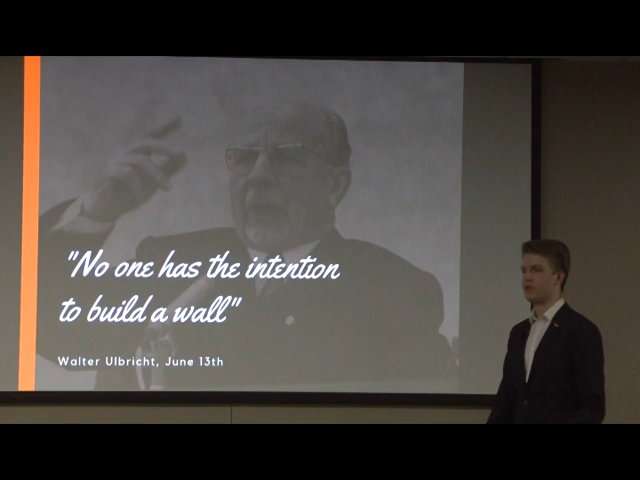 "No one has the intention
to build a wall"
Walter Ulbricht, June 13th